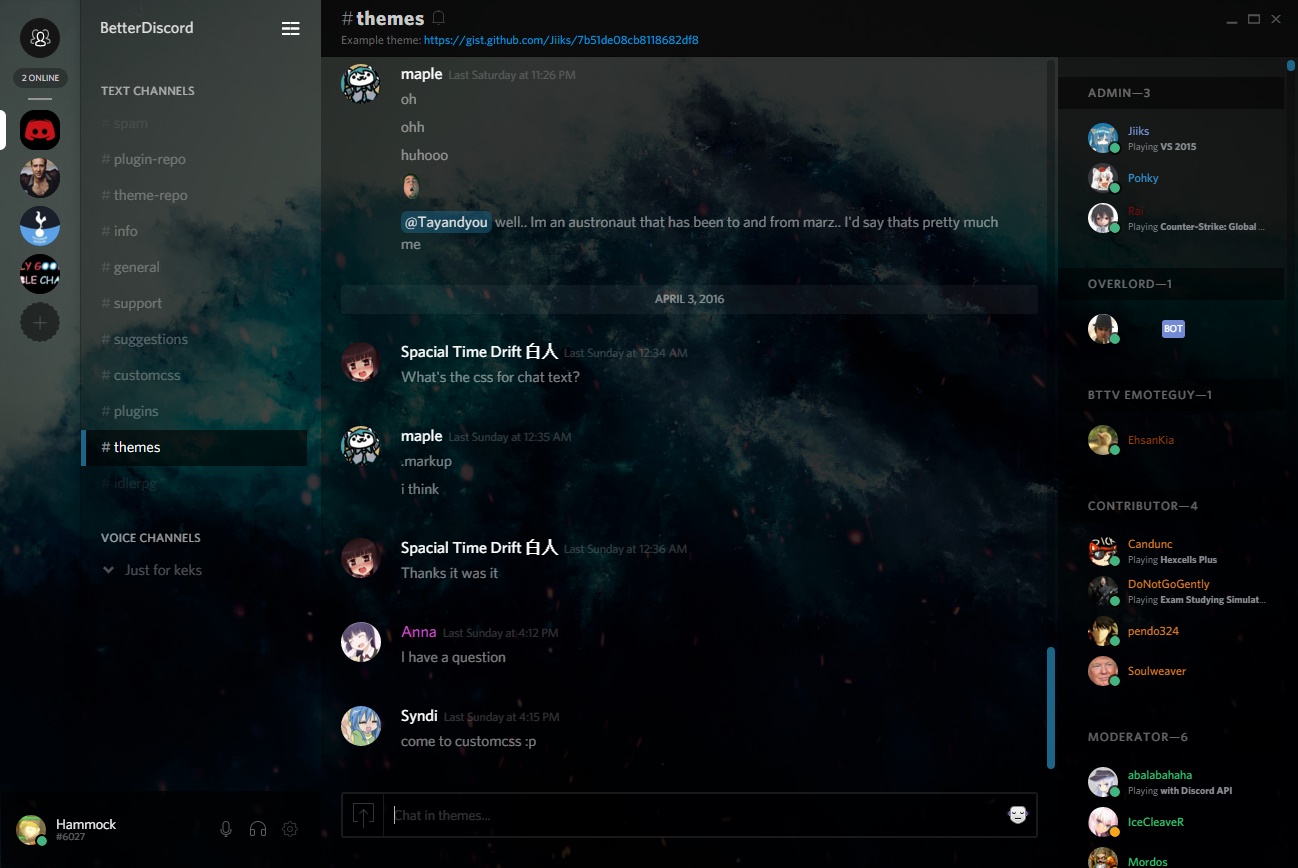 2 ONLINE
LY GOO
LE CHA
BetterDiscord
TEXT CHANNELS
# spam
# plugin-repo
# theme-repo
# info
# general
# support
# suggestions
# customcss
# plugins
# themes
# idlerpg
VOICE CHANNELS
Just for keks
Hammock
#6027
#themes
Example theme: https://gist.github.com/Jiiks/7b51de08cb8118682df8
maple Last Saturday at 11:26 PM
oh
ohh
huhooo
@Tayandyou well.. Im an austronaut that has been to and from marz.. I'd say thats pretty much
me
APRIL 3, 2016
Spacial Time Drift 白人 Last Sunday at 12:34 AM
What's the css for chat text?
maple Last Sunday at 12:35 AM
.markup
i think
Spacial Time Drift 白人 Last Sunday at 12:36 AM
Thanks it was it
Anna Last Sunday at 4:12 PM
I have a question
Syndi Last Sunday at 4:15 PM
come to customcss :p
Chat in themes...
ADMIN—3
Jiiks
Playing VS 2015
Pohky
Rai
Playing Counter-Strike: Global ...
OVERLORD—1
BOT
BTTV EMOTEGUY—1
EhsanKia
CONTRIBUTOR—4
Candunc
Playing Hexcells Plus
DoNotGoGently
Playing Exam Studying Simulat...
pendo324
Soulweaver
MODERATOR—6
abalabahaha
Playing with Discord API
IceCleaveR
Mordos